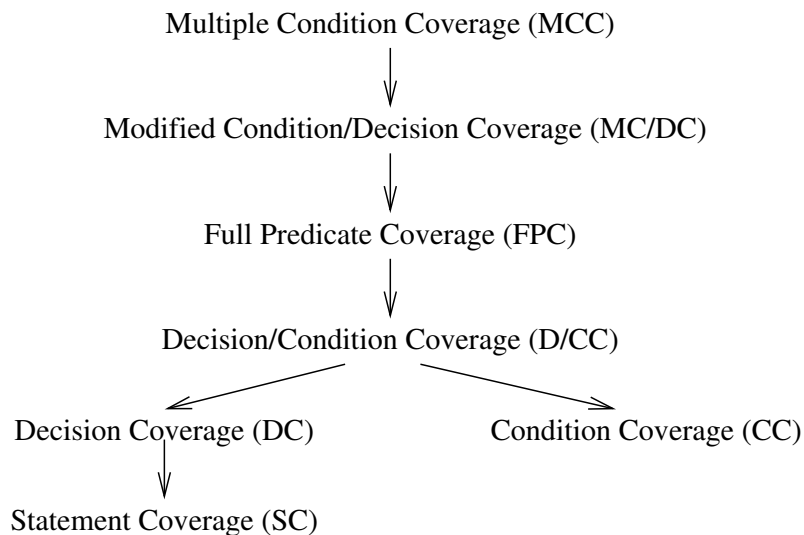 Multiple Condition Coverage (MCC)
Modified Condition/Decision Coverage (MC/DC)
Full Predicate Coverage (FPC)
Decision/Condition Coverage (D/CC)
Decision Coverage (DC)
Condition Coverage (CC)
Statement Coverage (SC)